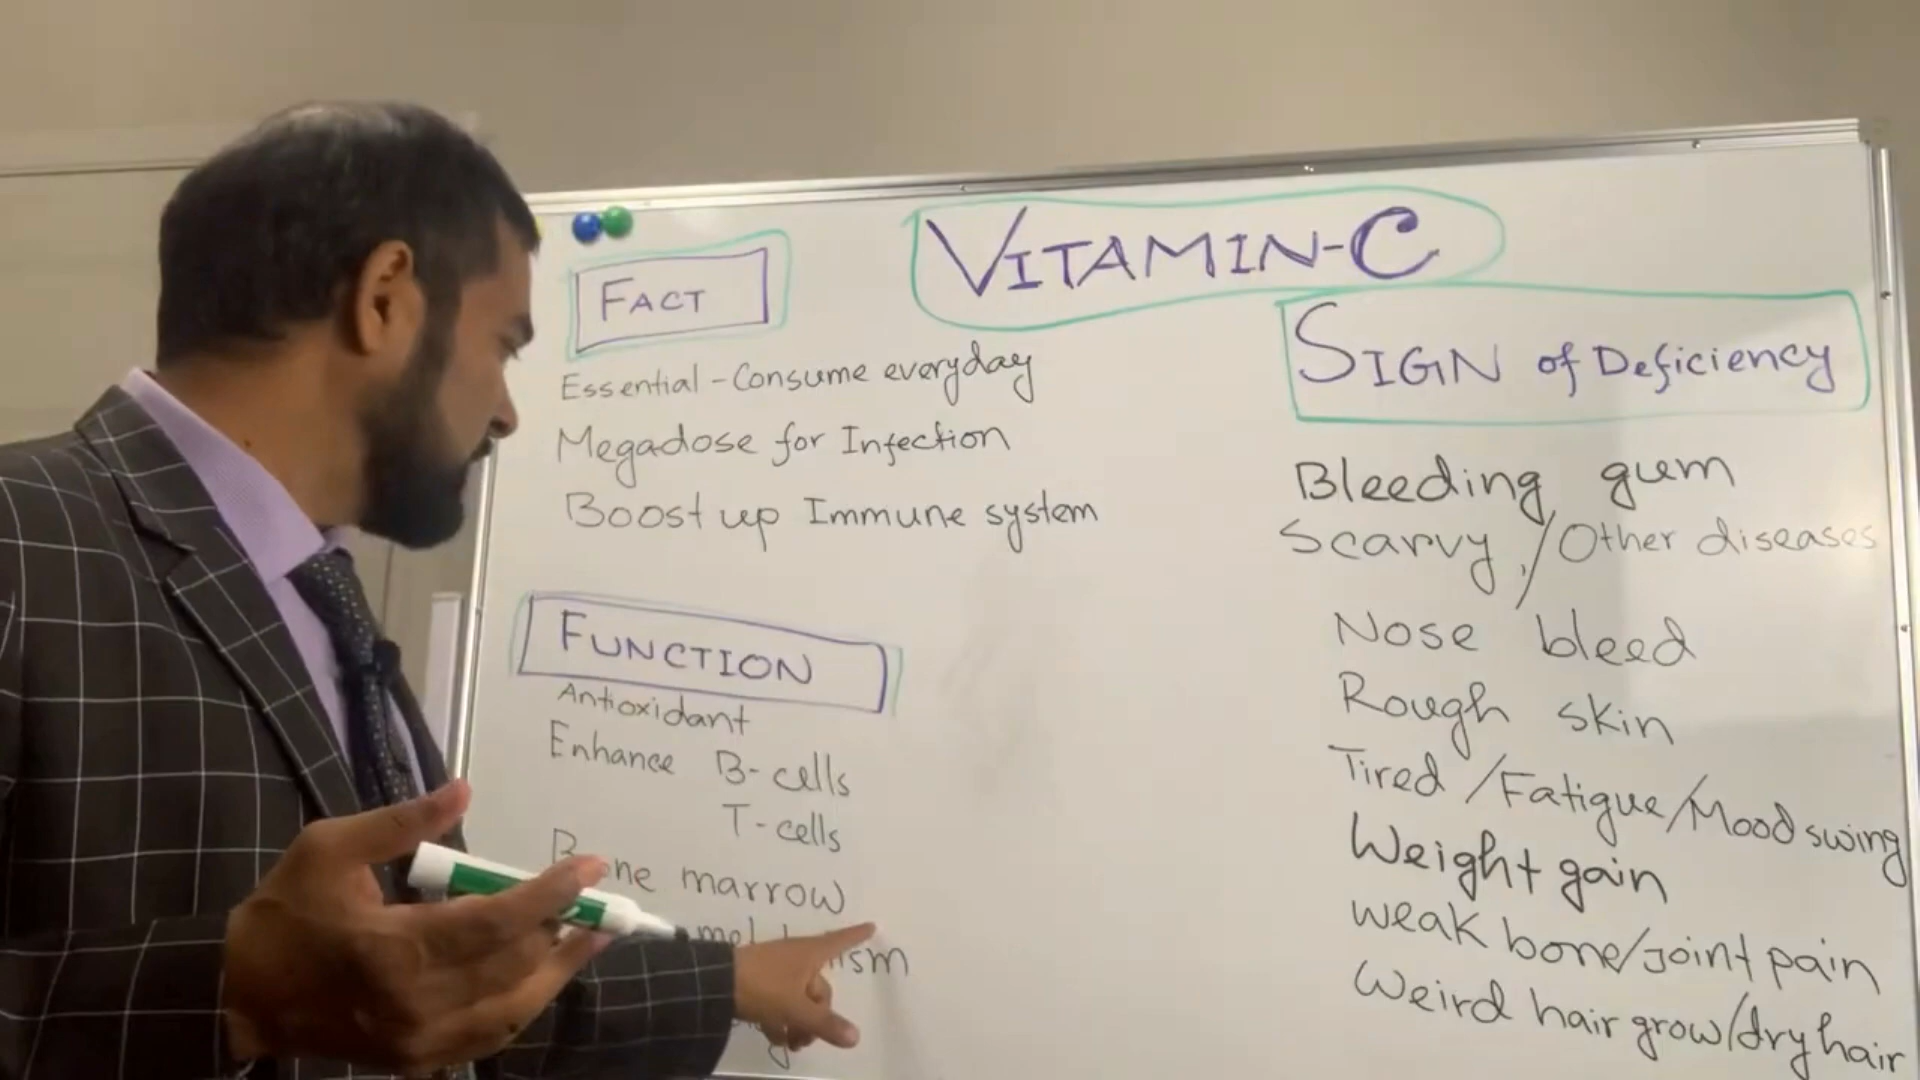 VITAMIN-C
FACT
Essential - Consume everyday
Megadose for Infection
Boost up Immune system
FUNCTION
Antioxidant
Enhance B-cells
T-cells
Bone marrow
SIGN of Deficiency
Bleeding gum
Scarvy, /Other diseases
Nose bleed
Rough skin
Tired /Fatigue/Mood swing
Weight gain
weak bone/joint pain
Weird hair grow/dry hair